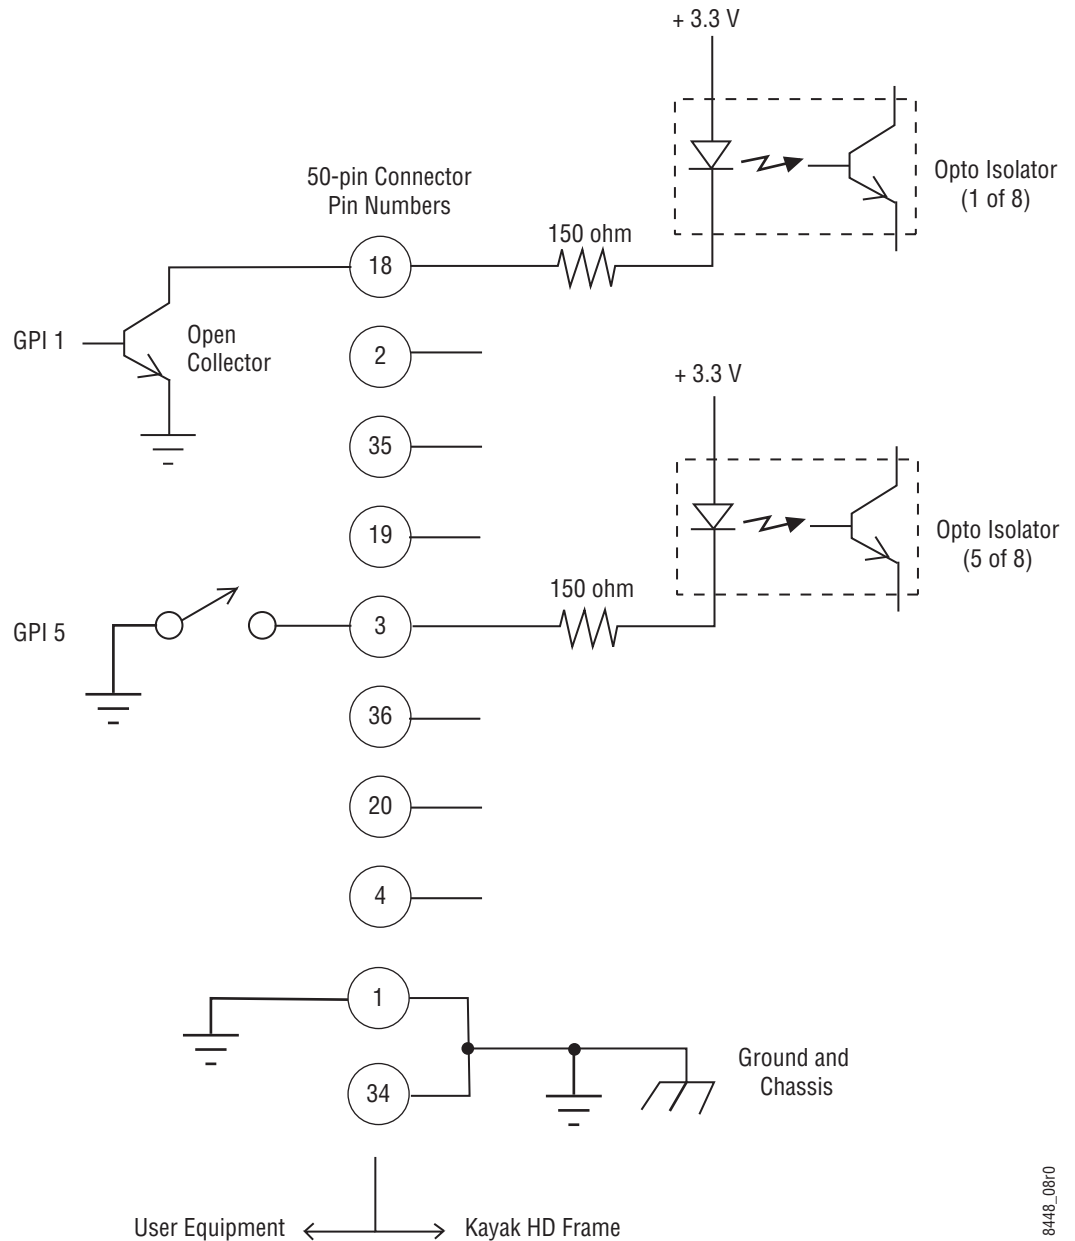 + 3.3 V
50-pin Connector
Pin Numbers
Opto Isolator
(1 of 8)
150 ohm
18
GPI 1
Open
Collector
2
+ 3.3 V
35
19
Opto Isolator
(5 of 8)
150 ohm
GPI 5
3
36
20
4
1
Ground and
Chassis
34
User Equipment
Kayak HD Frame
8448_08r0